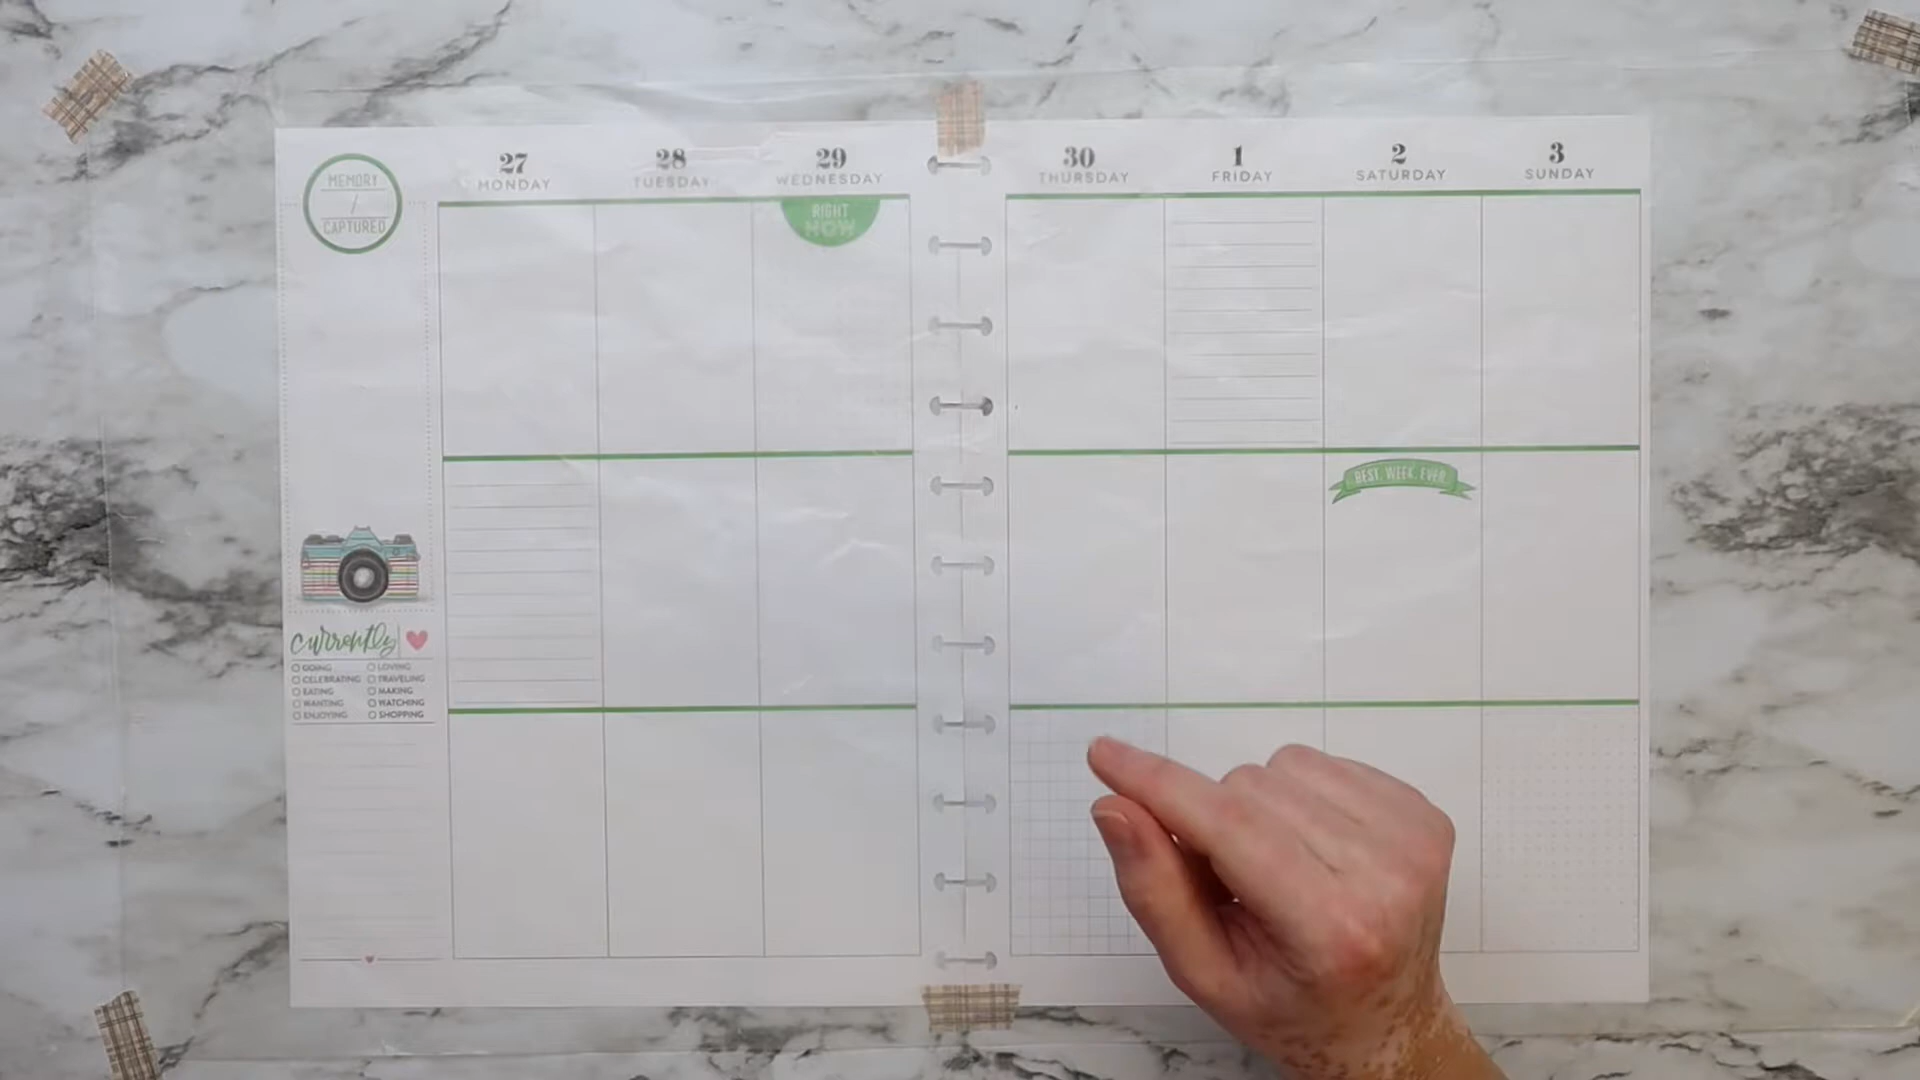 MEMORY
/
CAPTURED
27
MONDAY
28
TUESDAY
29
WEDNESDAY
30
THURSDAY
1
FRIDAY
2
SATURDAY
3
SUNDAY
RIGHT
NOW
BEST. WEEK. EVER.
currently
GOING
LOVING
CELEBRATING
TRAVELING
EATING
MAKING
WANTING
WATCHING
ENJOYING
SHOPPING